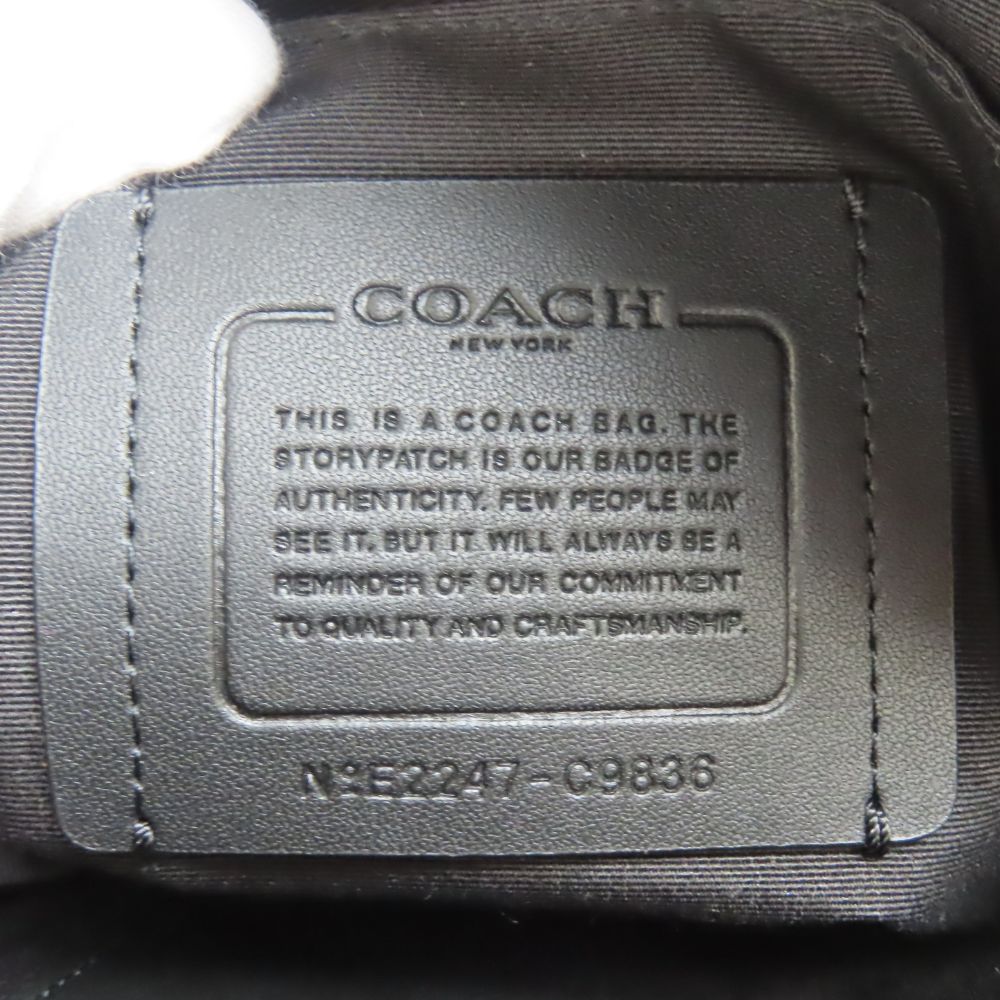 COACH
NEW YORK
THIS IS A COACH BAG. THE
STORYPATCH IS OUR BADGE OF
AUTHENTICITY. FEW PEOPLE MAY
SEE IT. BUT IT WILL ALWAYS BE A
REMINDER OF OUR COMMITMENT
TO QUALITY AND CRAFTSMANSHIP.
Nº E2247-C9836